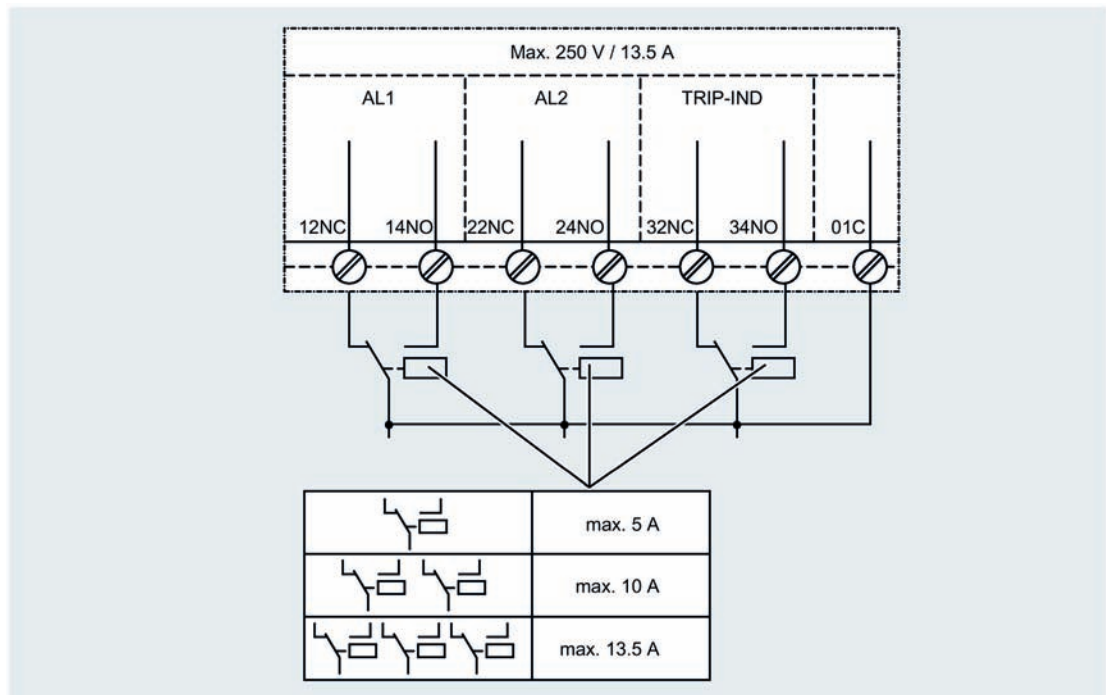 Max. 250 V / 13.5 A
AL1 AL2 TRIP-IND
12NC 14NO 22NC 24NO 32NC 34NO 01C
max. 5 A
max. 10 A
max. 13.5 A